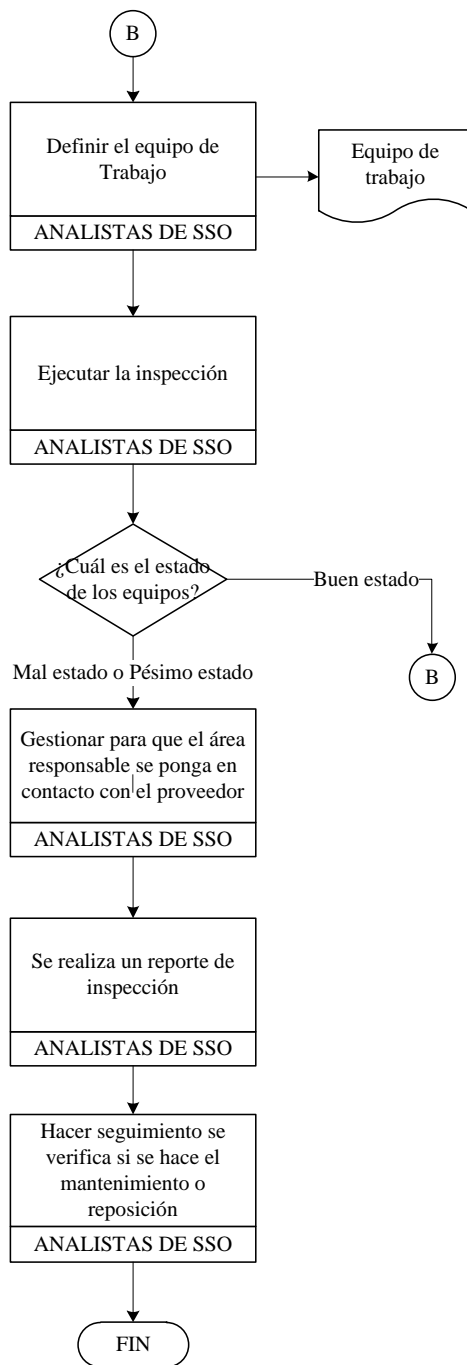 B
Definir el equipo de
Trabajo
ANALISTAS DE SSO
Equipo de
trabajo
Ejecutar la inspección
ANALISTAS DE SSO
¿Cuál es el estado
de los equipos?
Buen estado
B
Mal estado o Pésimo estado
Gestionar para que el área
responsable se ponga en
contacto con el proveedor
ANALISTAS DE SSO
Se realiza un reporte de
inspección
ANALISTAS DE SSO
Hacer seguimiento se
verifica si se hace el
mantenimiento o
reposición
ANALISTAS DE SSO
FIN